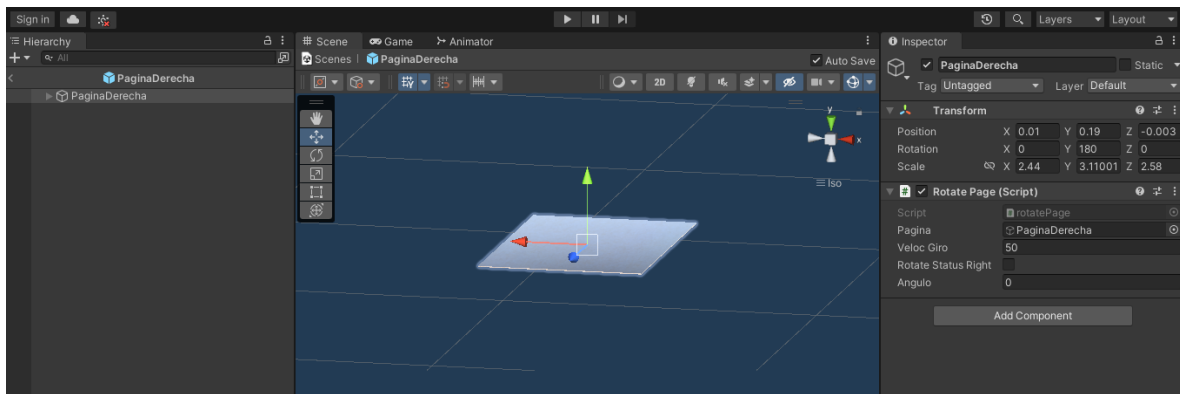 Sign in
Layers
Layout
Hierarchy
All
PaginaDerecha
PaginaDerecha
Scene Game Animator
Scenes PaginaDerecha Auto Save
2D
y
x
Iso
Inspector
PaginaDerecha Static
Tag Untagged Layer Default
Transform
Position X 0.01 Y 0.19 Z -0.003
Rotation X 0 Y 180 Z 0
Scale X 2.44 Y 3.11001 Z 2.58
Rotate Page (Script)
Script rotatePage
Pagina PaginaDerecha
Veloc Giro 50
Rotate Status Right
Angulo 0
Add Component